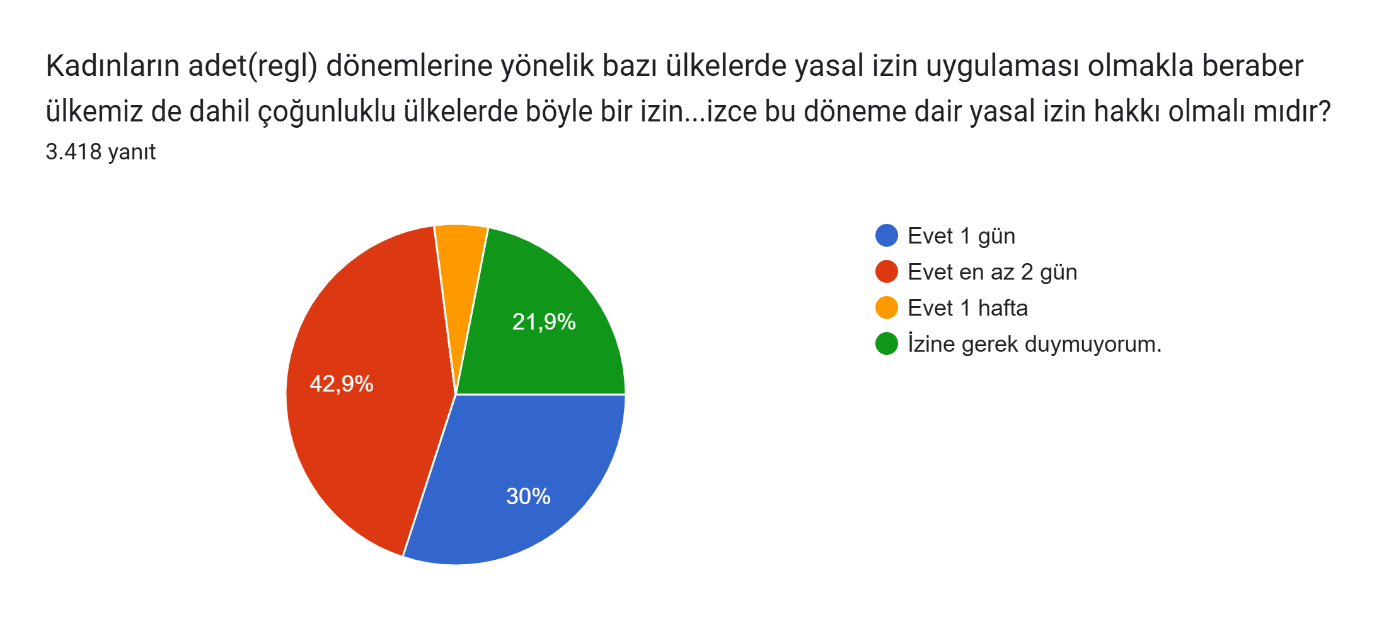 Kadınların adet(regl) dönemlerine yönelik bazı ülkelerde yasal izin uygulaması olmakla beraber
ülkemiz de dahil çoğunluklu ülkelerde böyle bir izin...izce bu döneme dair yasal izin hakkı olmalı mıdır?
3.418 yanıt
Evet 1 gün
Evet en az 2 gün
Evet 1 hafta
İzine gerek duymuyorum.
21,9%
42,9%
30%